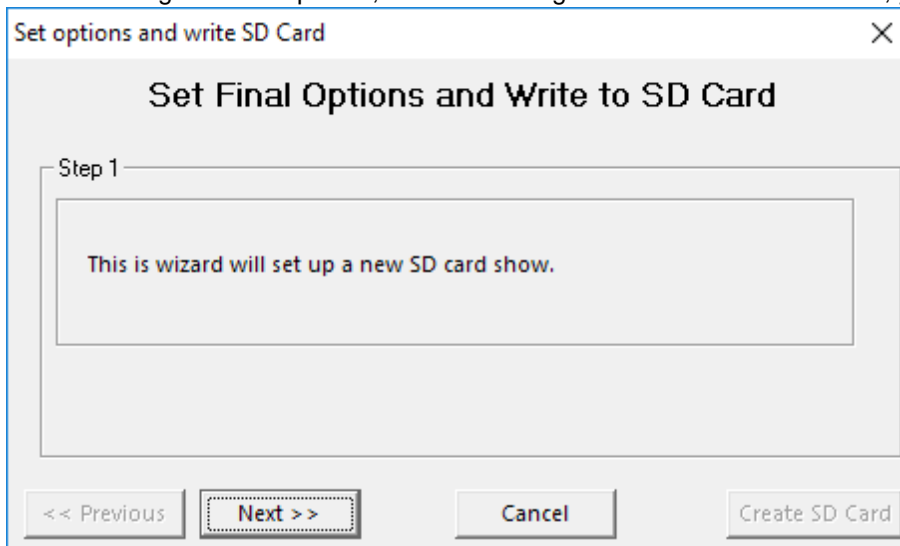 Set options and write SD Card
Set Final Options and Write to SD Card
Step 1
This is wizard will set up a new SD card show.
<< Previous
Next >>
Cancel
Create SD Card